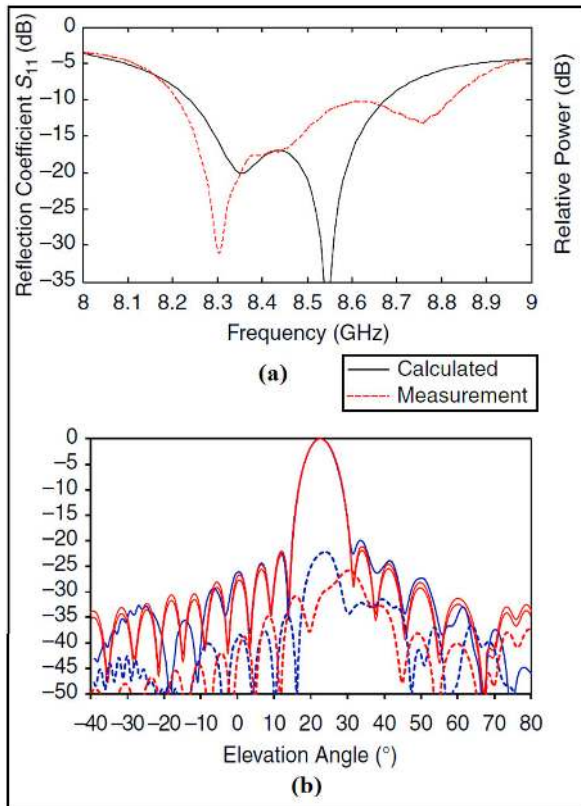 Reflection Coefficient S₁₁ (dB)
0
−5
−10
−15
−20
−25
−30
−35
8 8.1 8.2 8.3 8.4 8.5 8.6 8.7 8.8 8.9 9
Frequency (GHz)
Relative Power (dB)
(a)
Calculated
Measurement
0
−5
−10
−15
−20
−25
−30
−35
−40
−45
−50
−40 −30 −20 −10 0 10 20 30 40 50 60 70 80
Elevation Angle (°)
(b)